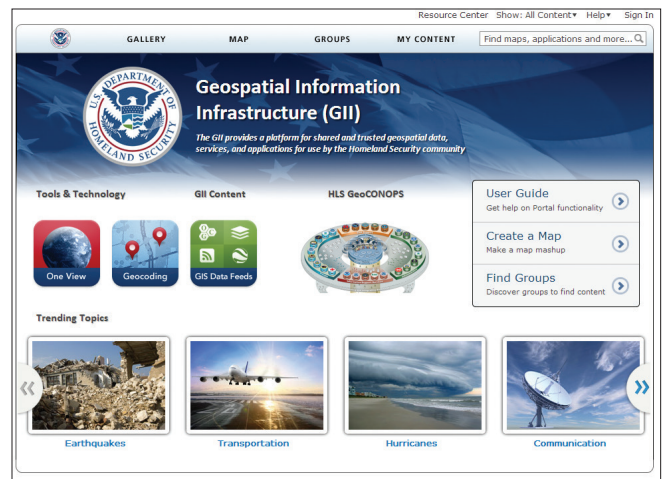 Resource Center Show: All Content▾ Help▾ Sign In
GALLERY MAP GROUPS MY CONTENT Find maps, applications and more...
U.S. DEPARTMENT OF HOMELAND SECURITY
Geospatial Information
Infrastructure (GII)
The GII provides a platform for shared and trusted geospatial data,
services, and applications for use by the Homeland Security community
Tools & Technology GII Content HLS GeoCONOPS
One View Geocoding GIS Data Feeds
User Guide
Get help on Portal functionality
Create a Map
Make a map mashup
Find Groups
Discover groups to find content
Trending Topics
Earthquakes Transportation Hurricanes Communication